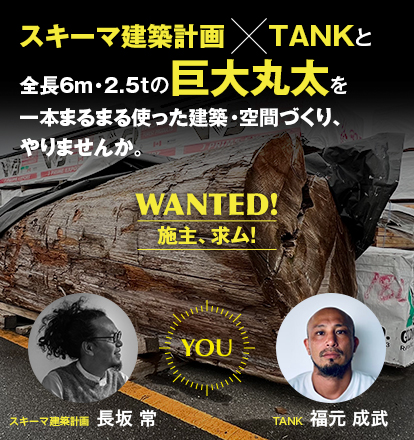 スキーマ建築計画×TANKと
全長6m・2.5tの巨大丸太を
一本まるまる使った建築・空間づくり、
やりませんか。
WANTED!
施主、求ム!
YOU
スキーマ建築計画 長坂 常
TANK 福元 成武